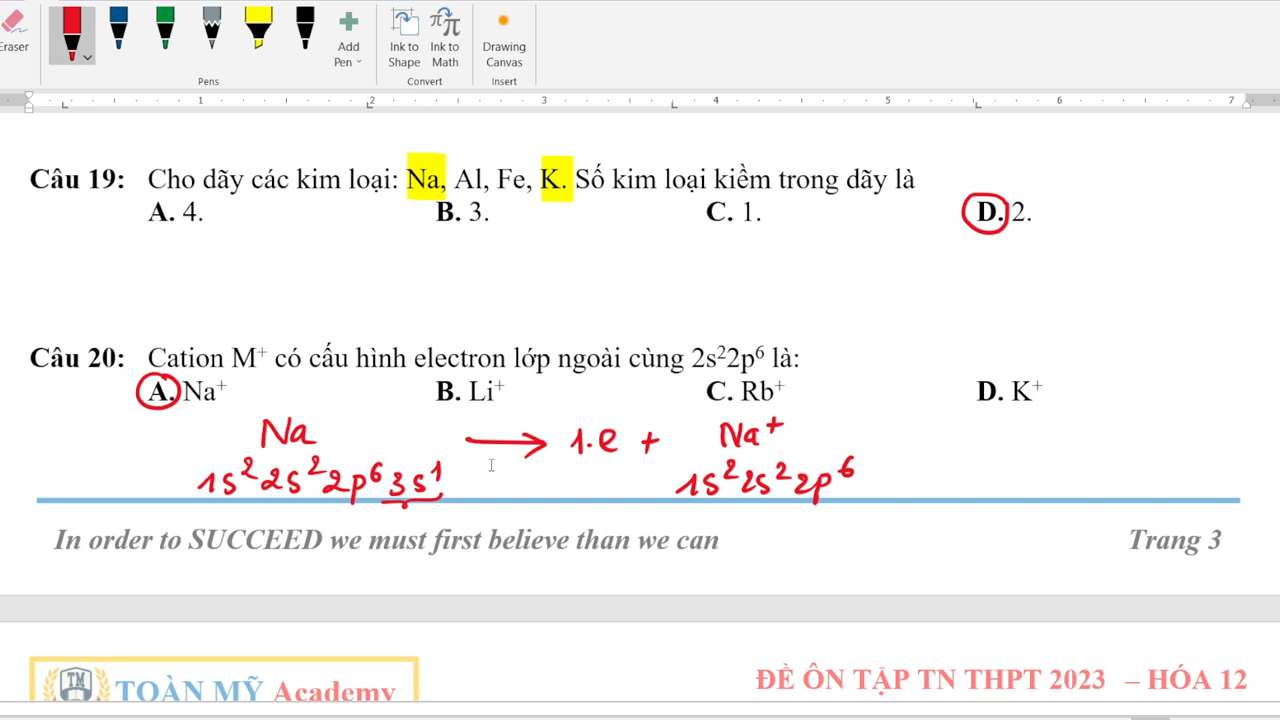 Eraser
Add Pen
Ink to Shape
Ink to Math
Drawing Canvas
Pens
Convert
Insert
1 2 3 4 5 6 7
Câu 19: Cho dãy các kim loại: Na, Al, Fe, K. Số kim loại kiềm trong dãy là
A. 4. B. 3. C. 1. D. 2.
Câu 20: Cation M⁺ có cấu hình electron lớp ngoài cùng 2s²2p⁶ là:
A. Na⁺ B. Li⁺ C. Rb⁺ D. K⁺
Na → 1.e + Na⁺
1s²2s²2p⁶3s¹ 1s²2s²2p⁶
In order to SUCCEED we must first believe than we can Trang 3
TM
TOÀN MỸ Academy ĐỀ ÔN TẬP TN THPT 2023 – HÓA 12